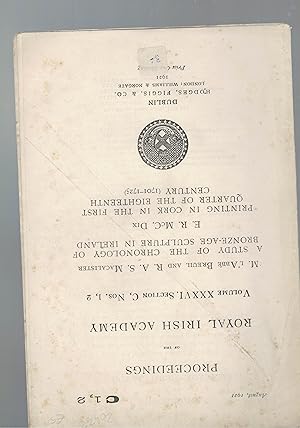 August, 1921
C 1, 2
PROCEEDINGS
OF THE
ROYAL IRISH ACADEMY
VOLUME XXXVI, SECTION C, NOS. 1, 2
M. L'ABBÉ BREUIL AND R. A. S. MACALISTER
A STUDY OF THE CHRONOLOGY OF
BRONZE-AGE SCULPTURE IN IRELAND
E. R. MCC. DIX
PRINTING IN CORK IN THE FIRST
QUARTER OF THE EIGHTEENTH
CENTURY (1701-1725)
DUBLIN
HODGES, FIGGIS, & CO.
LONDON, WILLIAMS & NORGATE
1921
Price